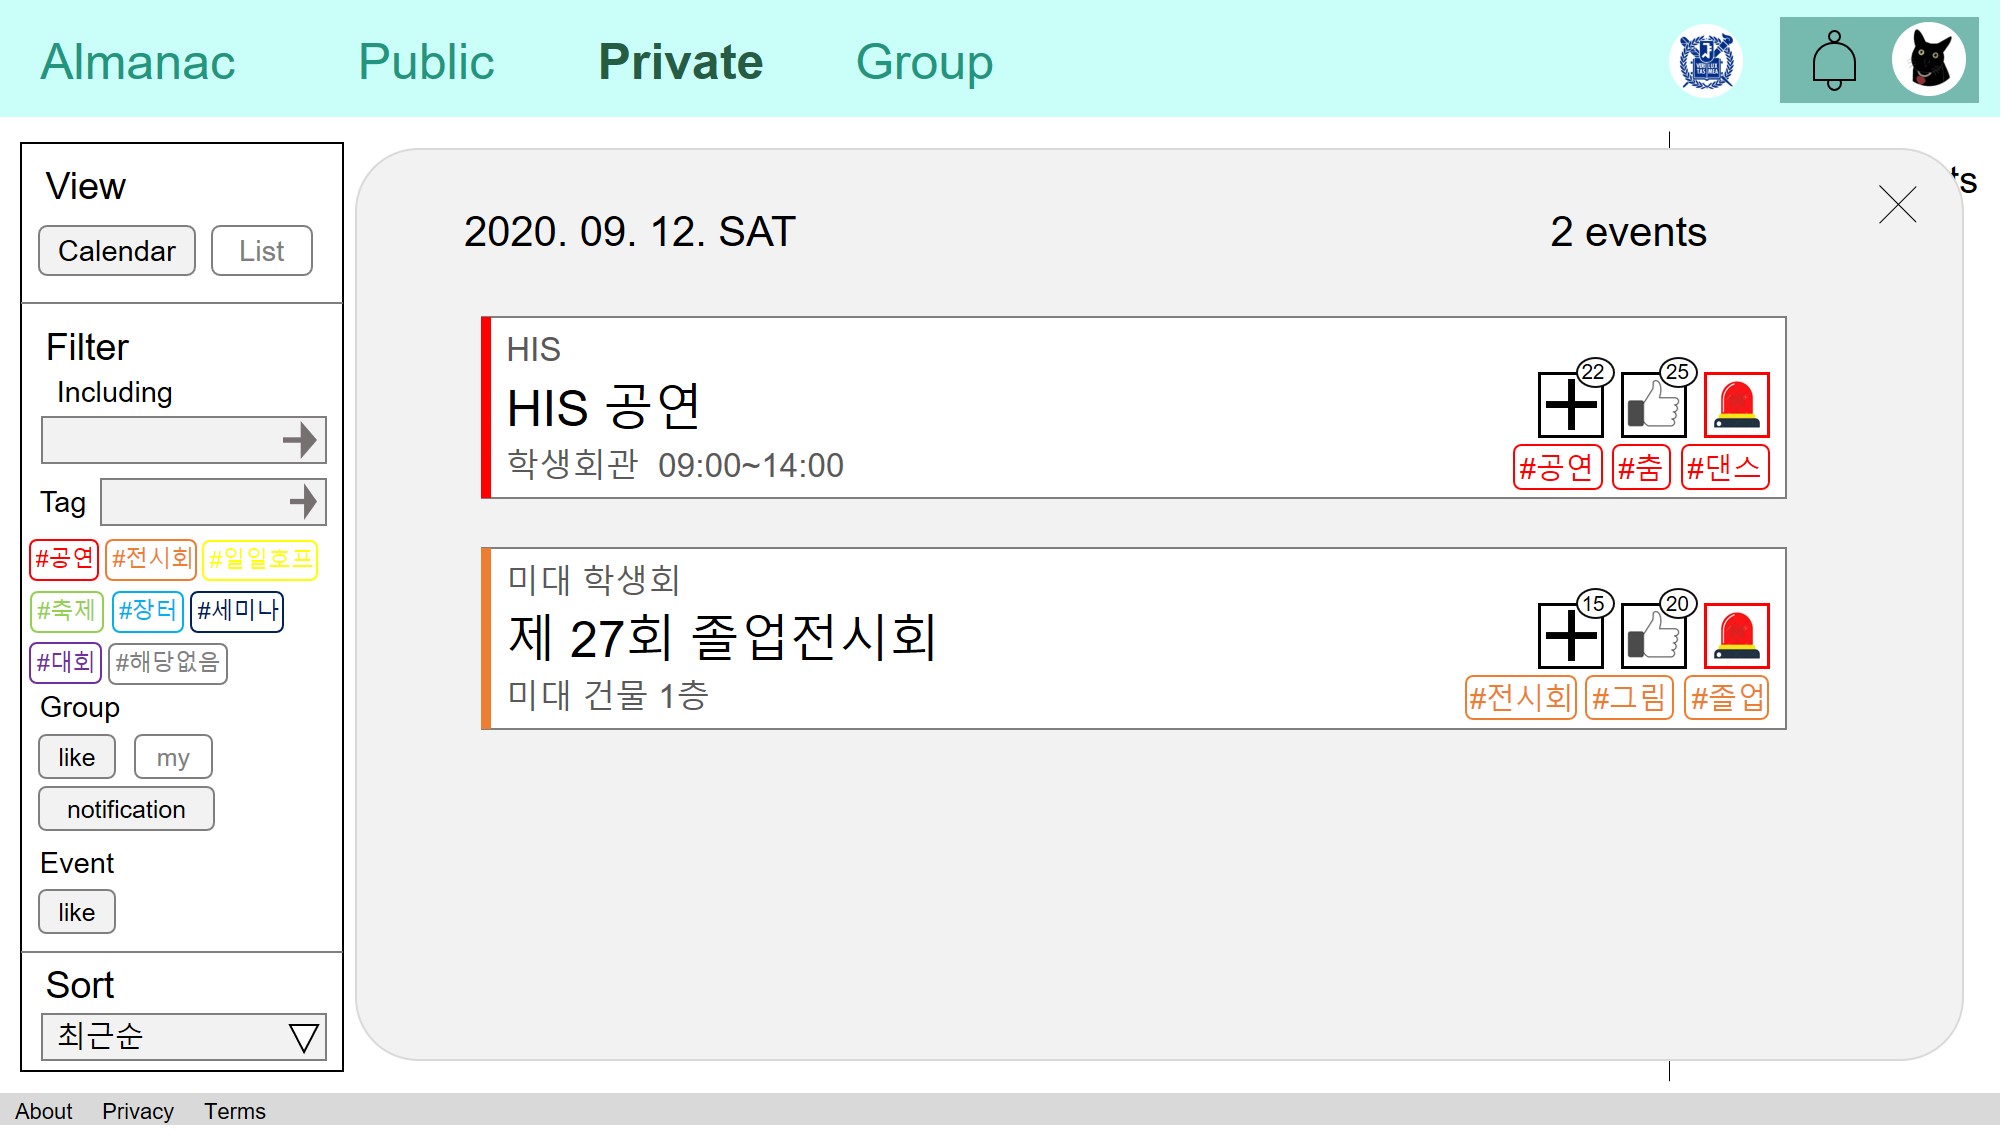 Almanac Public Private Group
View
Calendar List
Filter
Including
Tag
#공연 #전시회 #일일호프
#축제 #장터 #세미나
#대회 #해당없음
Group
like my
notification
Event
like
Sort
최근순
ts
2020. 09. 12. SAT 2 events
HIS
HIS 공연
학생회관 09:00~14:00
22 25
#공연 #춤 #댄스
미대 학생회
제 27회 졸업전시회
미대 건물 1층
15 20
#전시회 #그림 #졸업
About Privacy Terms